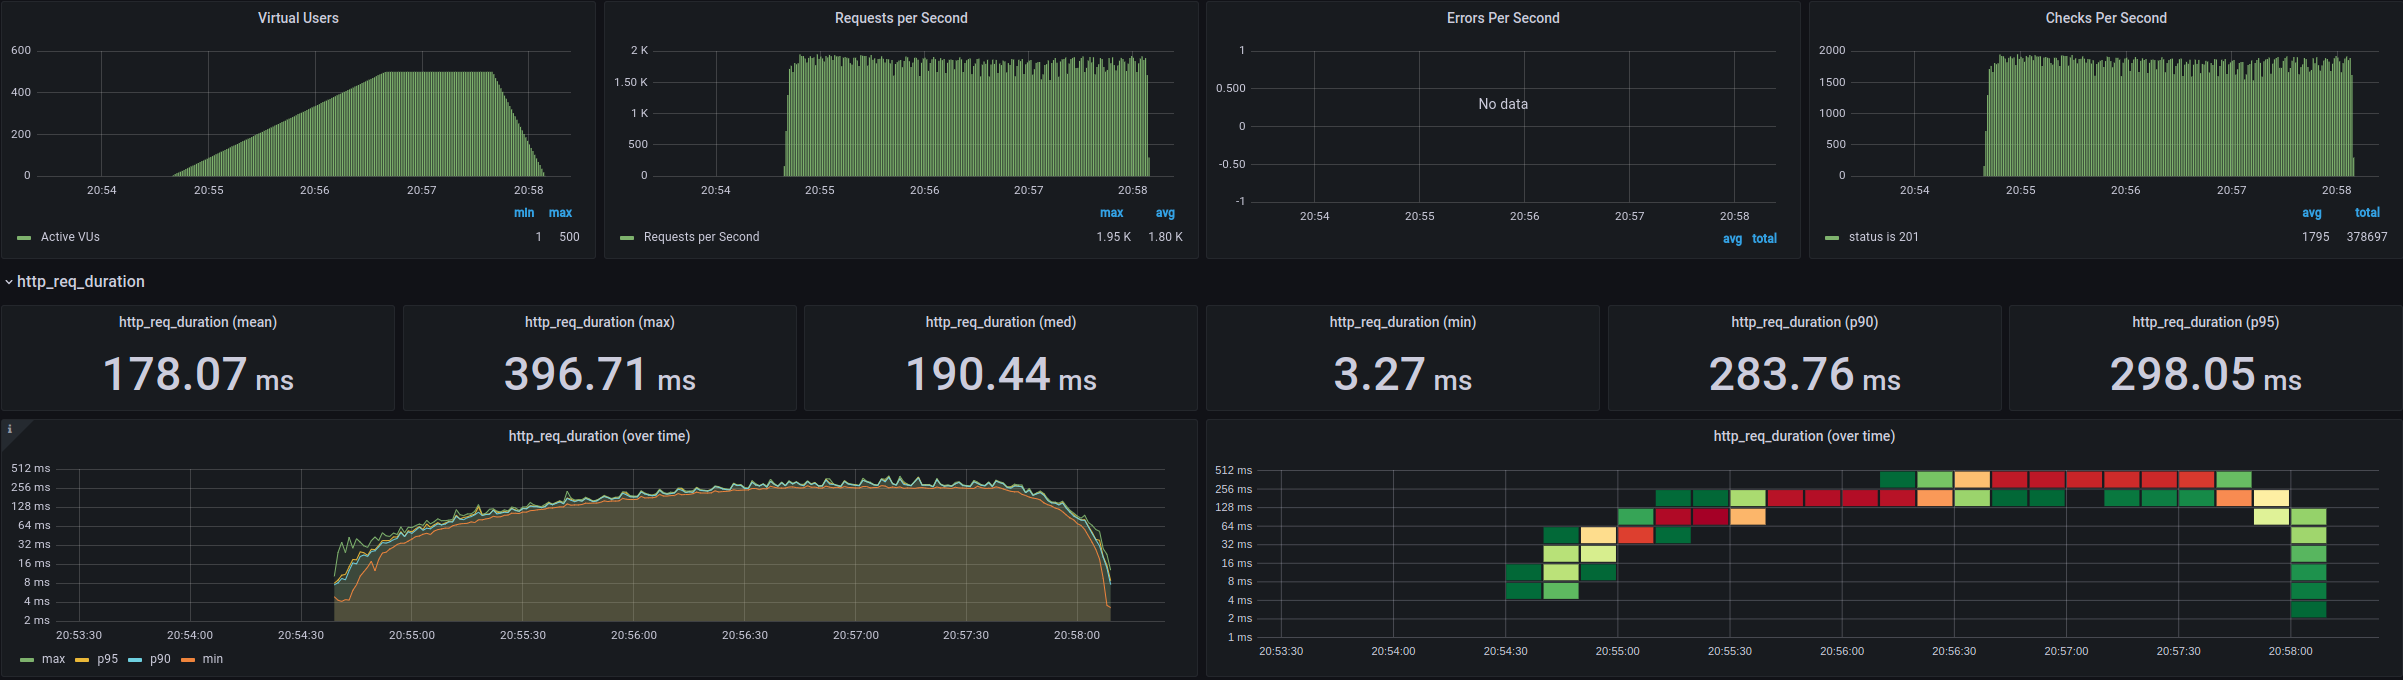 Virtual Users
600
400
200
0
20:54 20:55 20:56 20:57 20:58
min max
Active VUs 1 500
Requests per Second
2 K
1.50 K
1 K
500
0
20:54 20:55 20:56 20:57 20:58
max avg
Requests per Second 1.95 K 1.80 K
Errors Per Second
1
0.500
0
-0.50
-1
No data
20:54 20:55 20:56 20:57 20:58
avg total
Checks Per Second
2000
1500
1000
500
0
20:54 20:55 20:56 20:57 20:58
avg total
status is 201 1795 378697
http_req_duration
http_req_duration (mean)
178.07 ms
http_req_duration (max)
396.71 ms
http_req_duration (med)
190.44 ms
http_req_duration (min)
3.27 ms
http_req_duration (p90)
283.76 ms
http_req_duration (p95)
298.05 ms
i
http_req_duration (over time)
512 ms
256 ms
128 ms
64 ms
32 ms
16 ms
8 ms
4 ms
2 ms
20:53:30 20:54:00 20:54:30 20:55:00 20:55:30 20:56:00 20:56:30 20:57:00 20:57:30 20:58:00
max p95 p90 min
http_req_duration (over time)
512 ms
256 ms
128 ms
64 ms
32 ms
16 ms
8 ms
4 ms
2 ms
1 ms
20:53:30 20:54:00 20:54:30 20:55:00 20:55:30 20:56:00 20:56:30 20:57:00 20:57:30 20:58:00